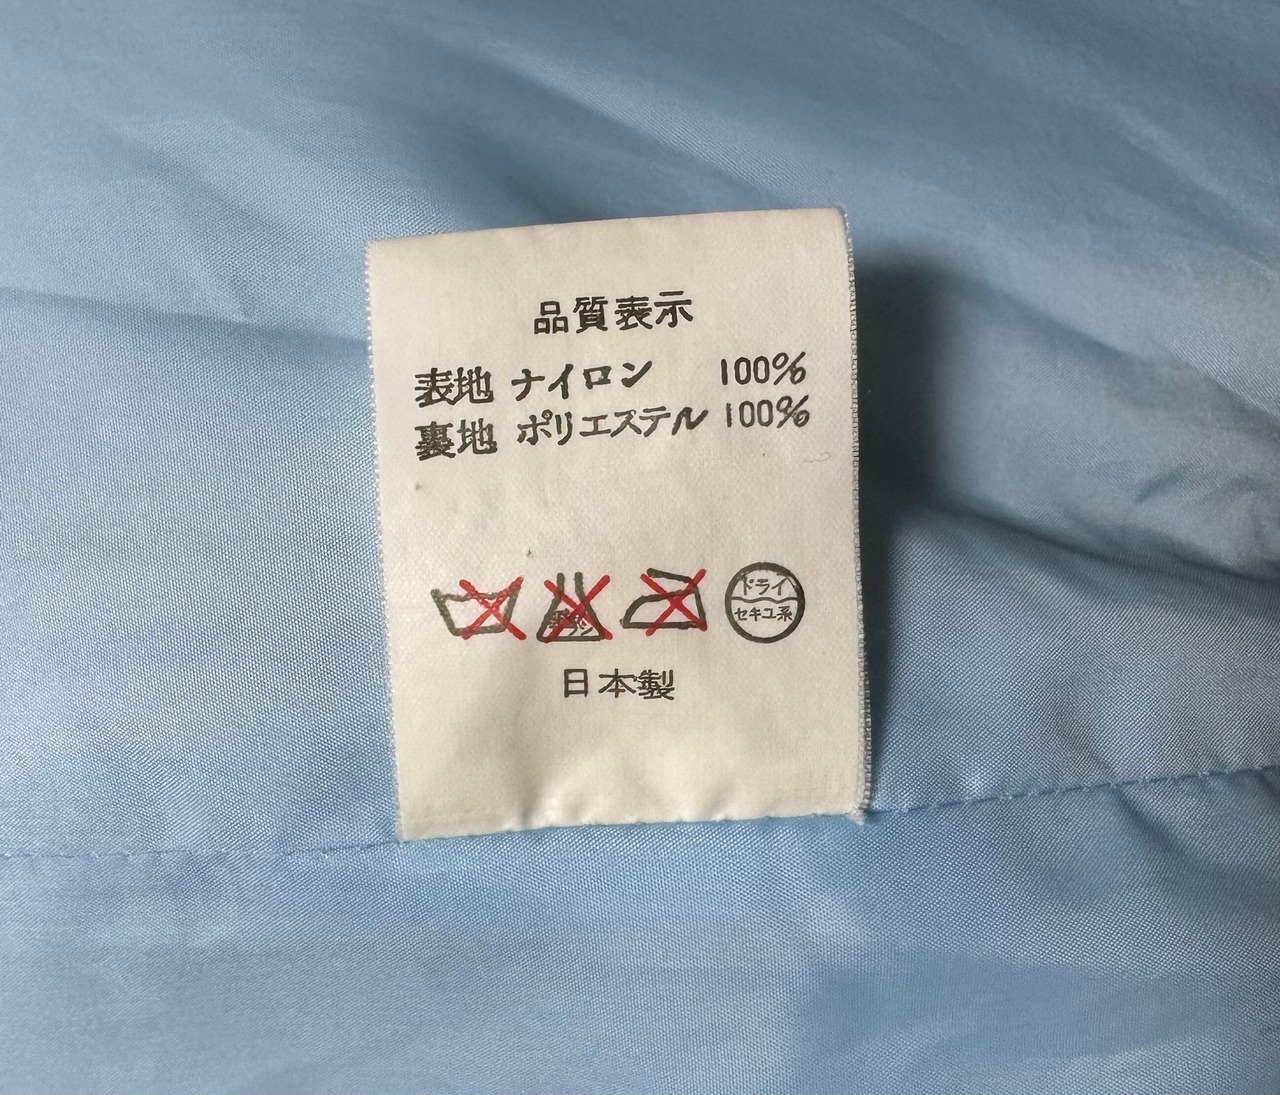 品質表示
表地 ナイロン 100%
裏地 ポリエステル 100%
ドライ
セキユ系
日本製